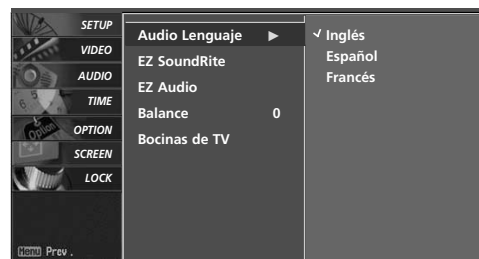 SETUP
VIDEO
AUDIO
TIME
OPTION
SCREEN
LOCK
Menu Prev .
Audio Lenguaje ►
EZ SoundRite
EZ Audio
Balance 0
Bocinas de TV
✓ Inglés
Español
Francés
Option